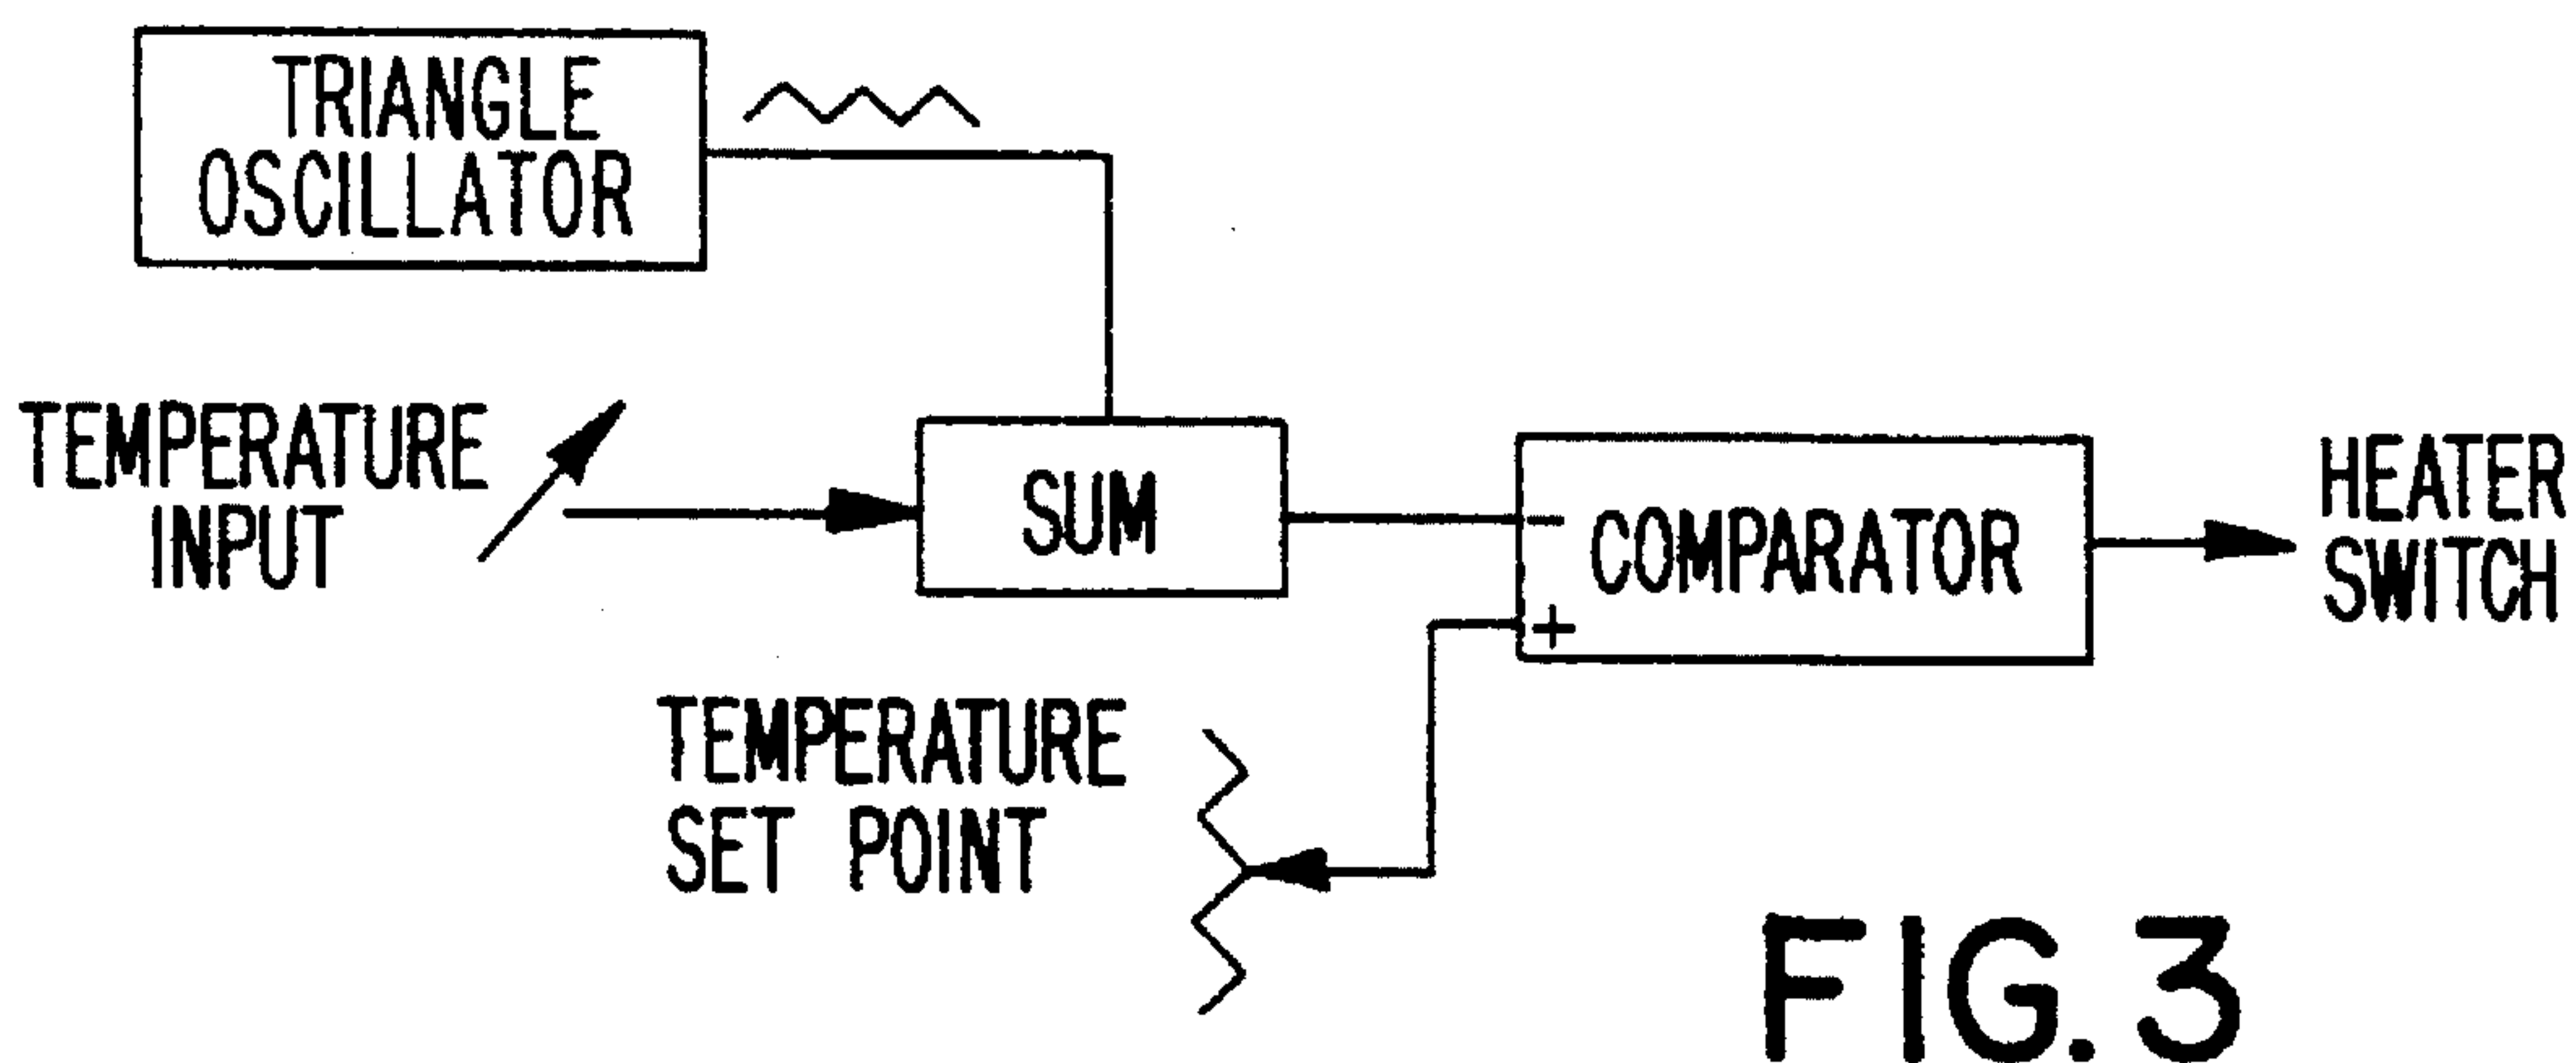 TRIANGLE
OSCILLATOR
TEMPERATURE
INPUT
SUM
-
COMPARATOR
+
HEATER
SWITCH
TEMPERATURE
SET POINT
FIG. 3